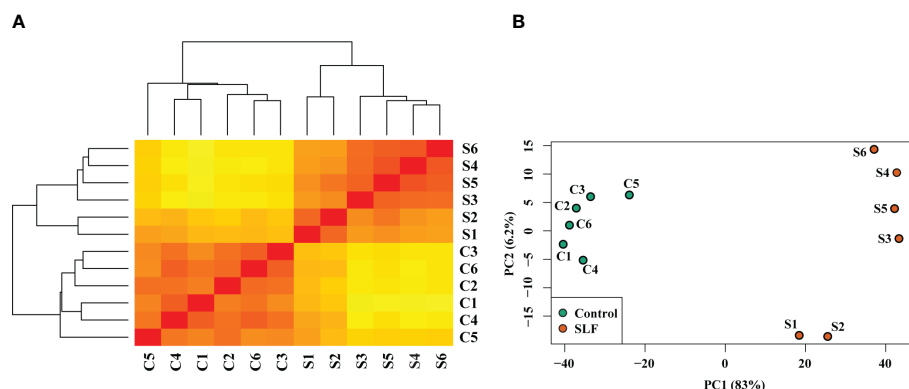 A
S6
S4
S5
S3
S2
S1
C3
C6
C2
C1
C4
C5
C5 C4 C1 C2 C6 C3 S1 S2 S3 S5 S4 S6
B
PC2 (6.2%)
15
10
5
0
−5
−10
−15
S6
S4
S5
S3
C3
C5
C2
C6
C1
C4
S1
S2
Control
SLF
−40 −20 0 20 40
PC1 (83%)